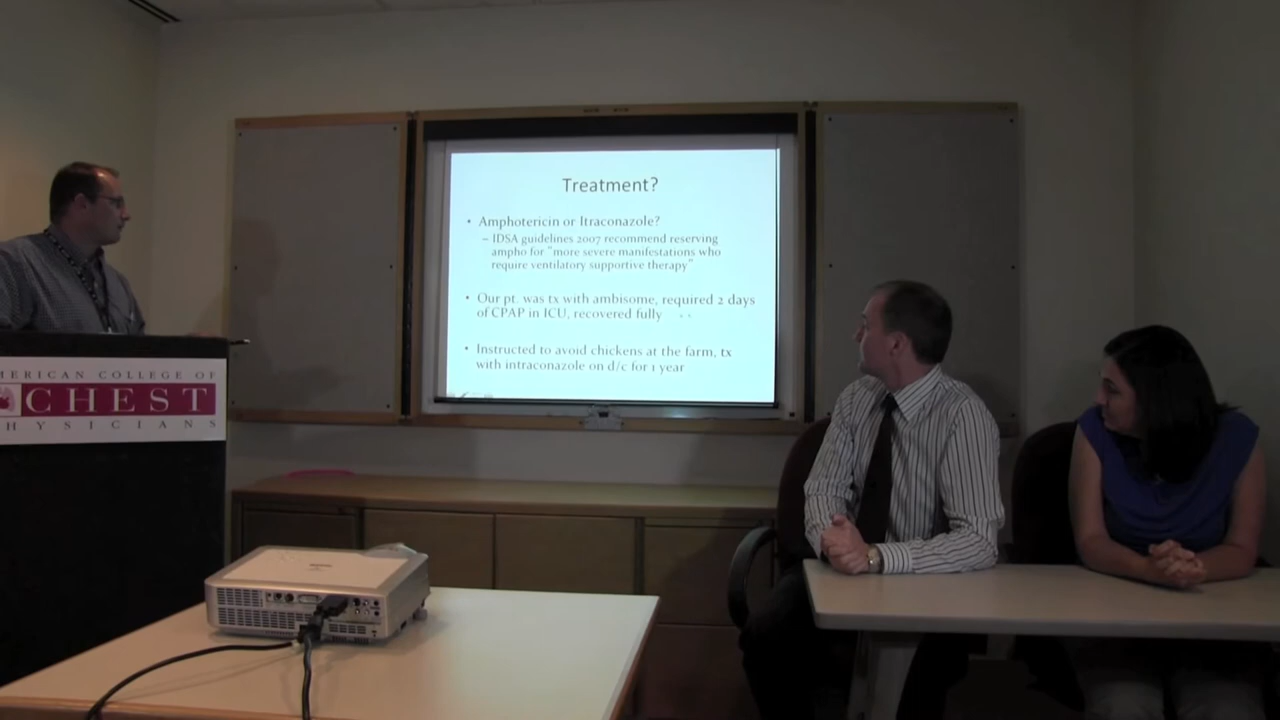 Treatment?
• Amphotericin or Itraconazole?
– IDSA guidelines 2007 recommend reserving
ampho for "more severe manifestations who
require ventilatory supportive therapy"
• Our pt. was tx with ambisome, required 2 days
of CPAP in ICU, recovered fully
• Instructed to avoid chickens at the farm, tx
with intraconazole on d/c for 1 year
MERICAN COLLEGE OF
CHEST
HYSICIANS